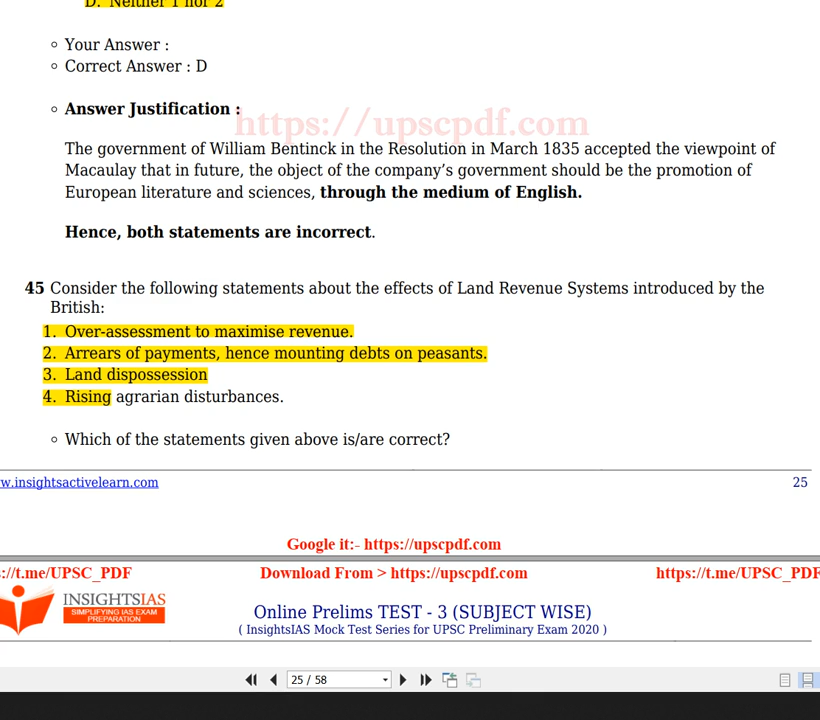 D. Neither 1 nor 2
Your Answer :
Correct Answer : D
Answer Justification :
https://upscpdf.com
The government of William Bentinck in the Resolution in March 1835 accepted the viewpoint of
Macaulay that in future, the object of the company's government should be the promotion of
European literature and sciences, through the medium of English.
Hence, both statements are incorrect.
45 Consider the following statements about the effects of Land Revenue Systems introduced by the
British:
1. Over-assessment to maximise revenue.
2. Arrears of payments, hence mounting debts on peasants.
3. Land dispossession
4. Rising agrarian disturbances.
Which of the statements given above is/are correct?
w.insightsactivelearn.com 25
Google it:- https://upscpdf.com
://t.me/UPSC_PDF Download From > https://upscpdf.com https://t.me/UPSC_PDF
INSIGHTSIAS
SIMPLIFYING IAS EXAM
PREPARATION
Online Prelims TEST - 3 (SUBJECT WISE)
( InsightsIAS Mock Test Series for UPSC Preliminary Exam 2020 )
25 / 58